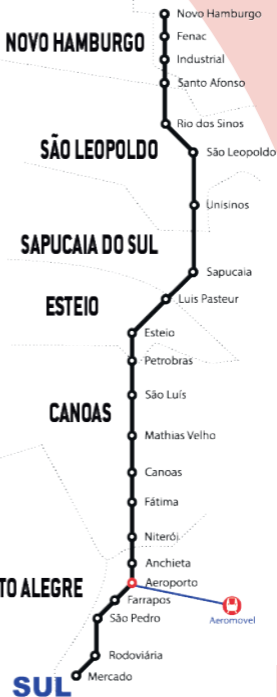 Novo Hamburgo
NOVO HAMBURGO
Fenac
Industrial
Santo Afonso
Rio dos Sinos
SÃO LEOPOLDO
São Leopoldo
Unisinos
SAPUCAIA DO SUL
Sapucaia
ESTEIO
Luis Pasteur
Esteio
Petrobras
São Luís
CANOAS
Mathias Velho
Canoas
Fátima
Niterói
Anchieta
TO ALEGRE
Aeroporto
Farrapos
Aeromovel
São Pedro
Rodoviária
Mercado
SUL